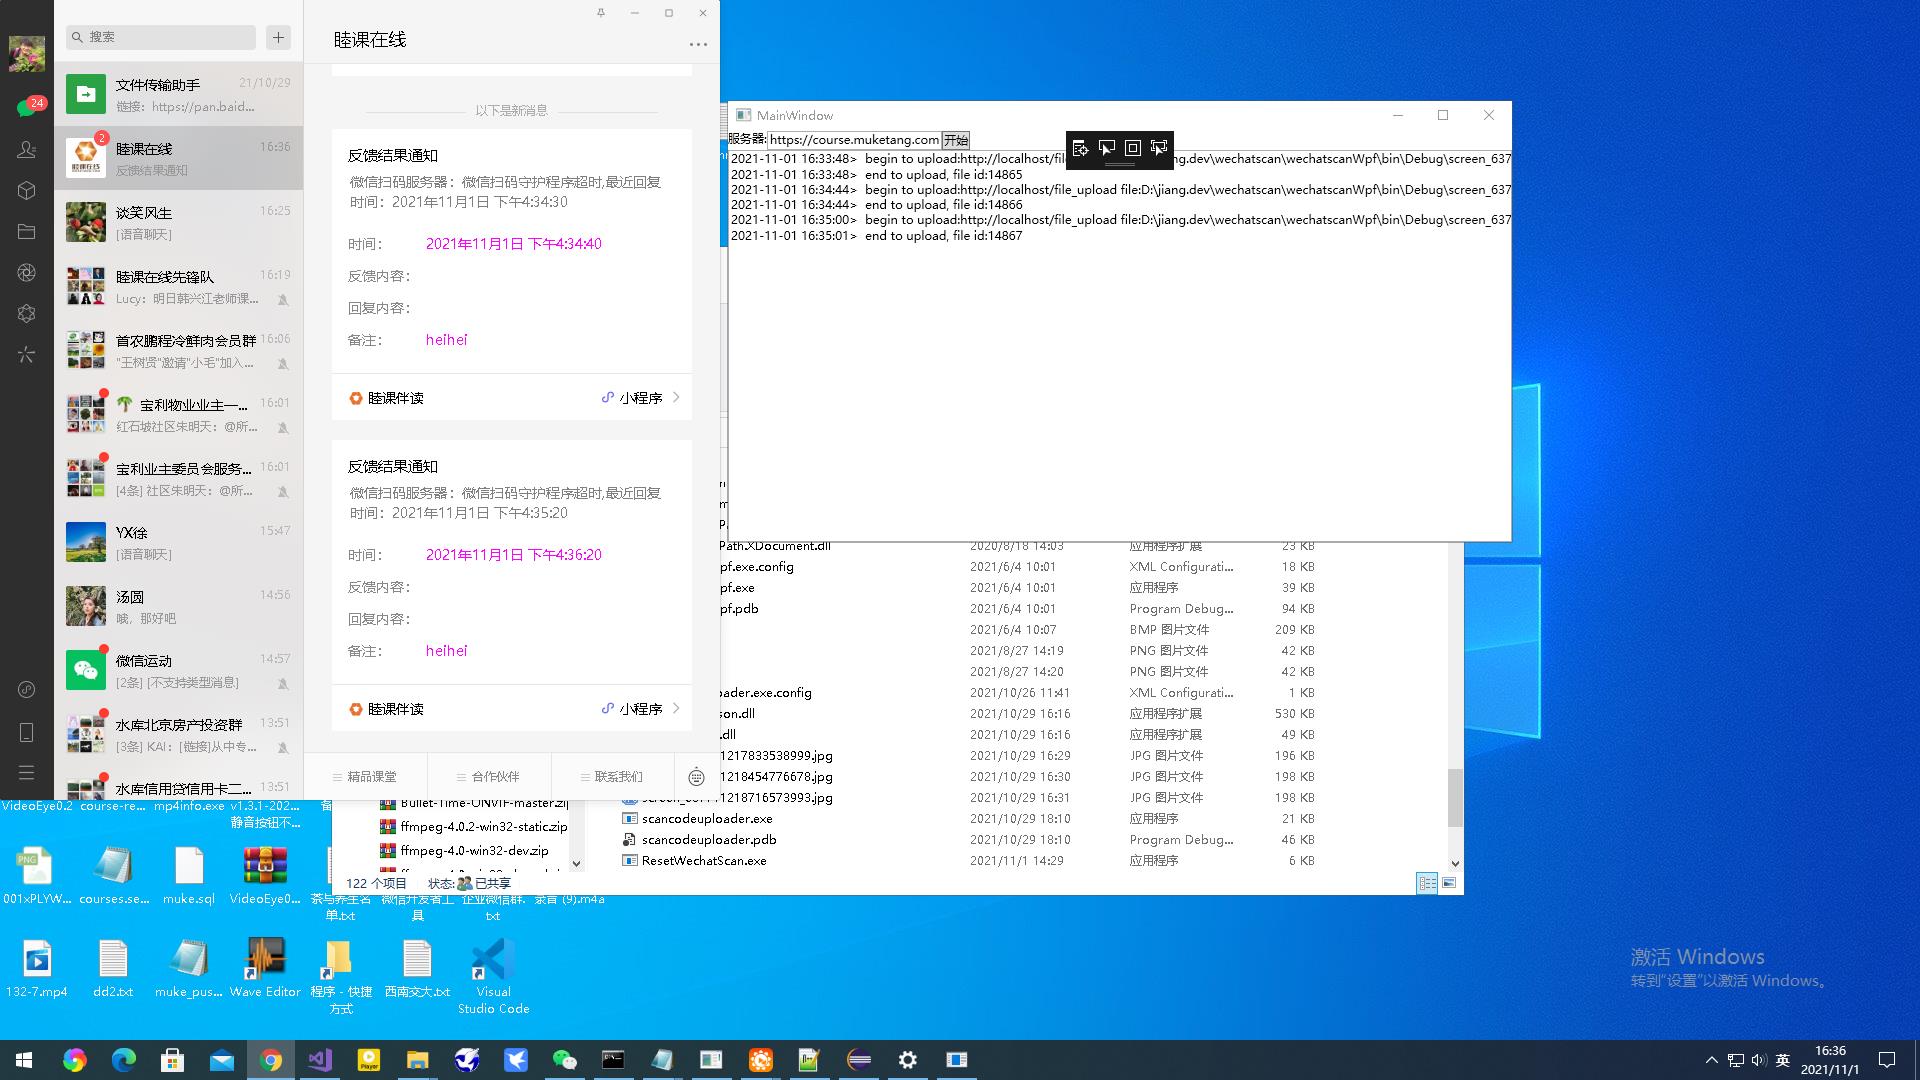 搜索
24
文件传输助手 21/10/29
链接：https://pan.baid...
2
睦课在线 16:36
反馈结果通知
谈笑风生 16:25
[语音聊天]
睦课在线先锋队 16:19
Lucy：明日韩兴江老师课...
首农鹏程冷鲜肉会员群 16:06
"王树贤"邀请"小毛"加入...
宝利物业业主一... 16:01
红石坡社区朱明天：@所...
宝利业主委员会服务... 16:01
[4条] 社区朱明天：@所...
YX徐 15:47
[语音聊天]
汤圆 14:56
哦，那好吧
微信运动 14:57
[2条] [不支持类型消息]
水库北京房产投资群 13:51
[3条] KAI：[链接]从中专...
水库信用贷信用卡二... 13:51
睦课在线
以下是新消息
反馈结果通知
微信扫码服务器：微信扫码守护程序超时,最近回复
时间：2021年11月1日 下午4:34:30
时间： 2021年11月1日 下午4:34:40
反馈内容：
回复内容：
备注： heihei
睦课伴读 小程序
反馈结果通知
微信扫码服务器：微信扫码守护程序超时,最近回复
时间：2021年11月1日 下午4:35:20
时间： 2021年11月1日 下午4:36:20
反馈内容：
回复内容：
备注： heihei
睦课伴读 小程序
精品课堂 合作伙伴 联系我们
MainWindow
服务器: https://course.muketang.com 开始
2021-11-01 16:33:48> begin to upload:http://localhost/fi jiang.dev\wechatscan\wechatscanWpf\bin\Debug\screen_637
2021-11-01 16:33:48> end to upload, file id:14865
2021-11-01 16:34:44> begin to upload:http://localhost/file_upload file:D:\jiang.dev\wechatscan\wechatscanWpf\bin\Debug\screen_637
2021-11-01 16:34:44> end to upload, file id:14866
2021-11-01 16:35:00> begin to upload:http://localhost/file_upload file:D:\jiang.dev\wechatscan\wechatscanWpf\bin\Debug\screen_637
2021-11-01 16:35:01> end to upload, file id:14867
Path.XDocument.dll 2020/8/18 14:03 应用程序扩展 23 KB
pf.exe.config 2021/6/4 10:01 XML Configurati... 18 KB
pf.exe 2021/6/4 10:01 应用程序 39 KB
pf.pdb 2021/6/4 10:01 Program Debug... 94 KB
2021/6/4 10:07 BMP 图片文件 209 KB
2021/8/27 14:19 PNG 图片文件 42 KB
2021/8/27 14:20 PNG 图片文件 42 KB
ader.exe.config 2021/10/26 11:41 XML Configurati... 1 KB
son.dll 2021/10/29 16:16 应用程序扩展 530 KB
.dll 2021/10/29 16:16 应用程序扩展 49 KB
1217833538999.jpg 2021/10/29 16:29 JPG 图片文件 196 KB
1218454776678.jpg 2021/10/29 16:30 JPG 图片文件 198 KB
1218716573993.jpg 2021/10/29 16:31 JPG 图片文件 198 KB
scancodeuploader.exe 2021/10/29 18:10 应用程序 21 KB
scancodeuploader.pdb 2021/10/29 18:10 Program Debug... 46 KB
ResetWechatScan.exe 2021/11/1 14:29 应用程序 6 KB
Bullet-Time-ONVIF-master.zip
ffmpeg-4.0.2-win32-static.zip
ffmpeg-4.0-win32-dev.zip
122 个项目 状态: 已共享
VideoEye0.2 course-re... mp4info.exe v1.3.1-202...
静音按钮不...
001xPLYW... courses.se... muke.sql VideoEye0... 茶与养生名 微信开发者工 企业微信群. 录音 (9).m4a
单.txt 具 txt
132-7.mp4 dd2.txt muke_pus... Wave Editor 程序 - 快捷 西南交大.txt Visual
方式 Studio Code
激活 Windows
转到"设置"以激活 Windows。
英
16:36
2021/11/1